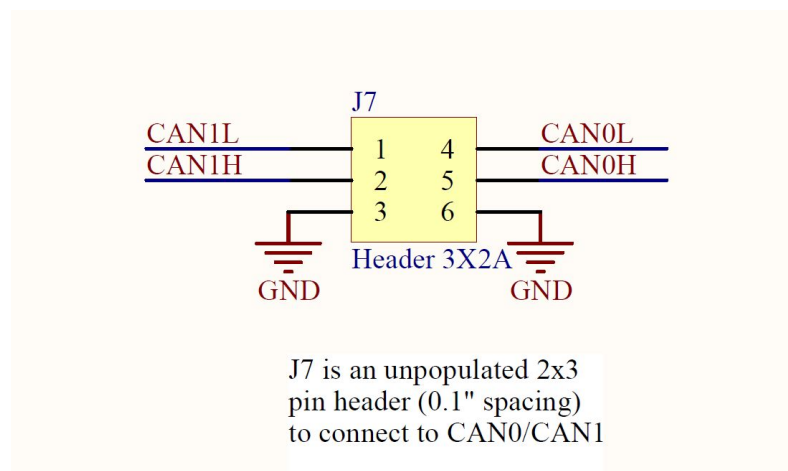 J7
CAN1L 1 4 CAN0L
CAN1H 2 5 CAN0H
3 6
Header 3X2A
GND GND
J7 is an unpopulated 2x3
pin header (0.1" spacing)
to connect to CAN0/CAN1